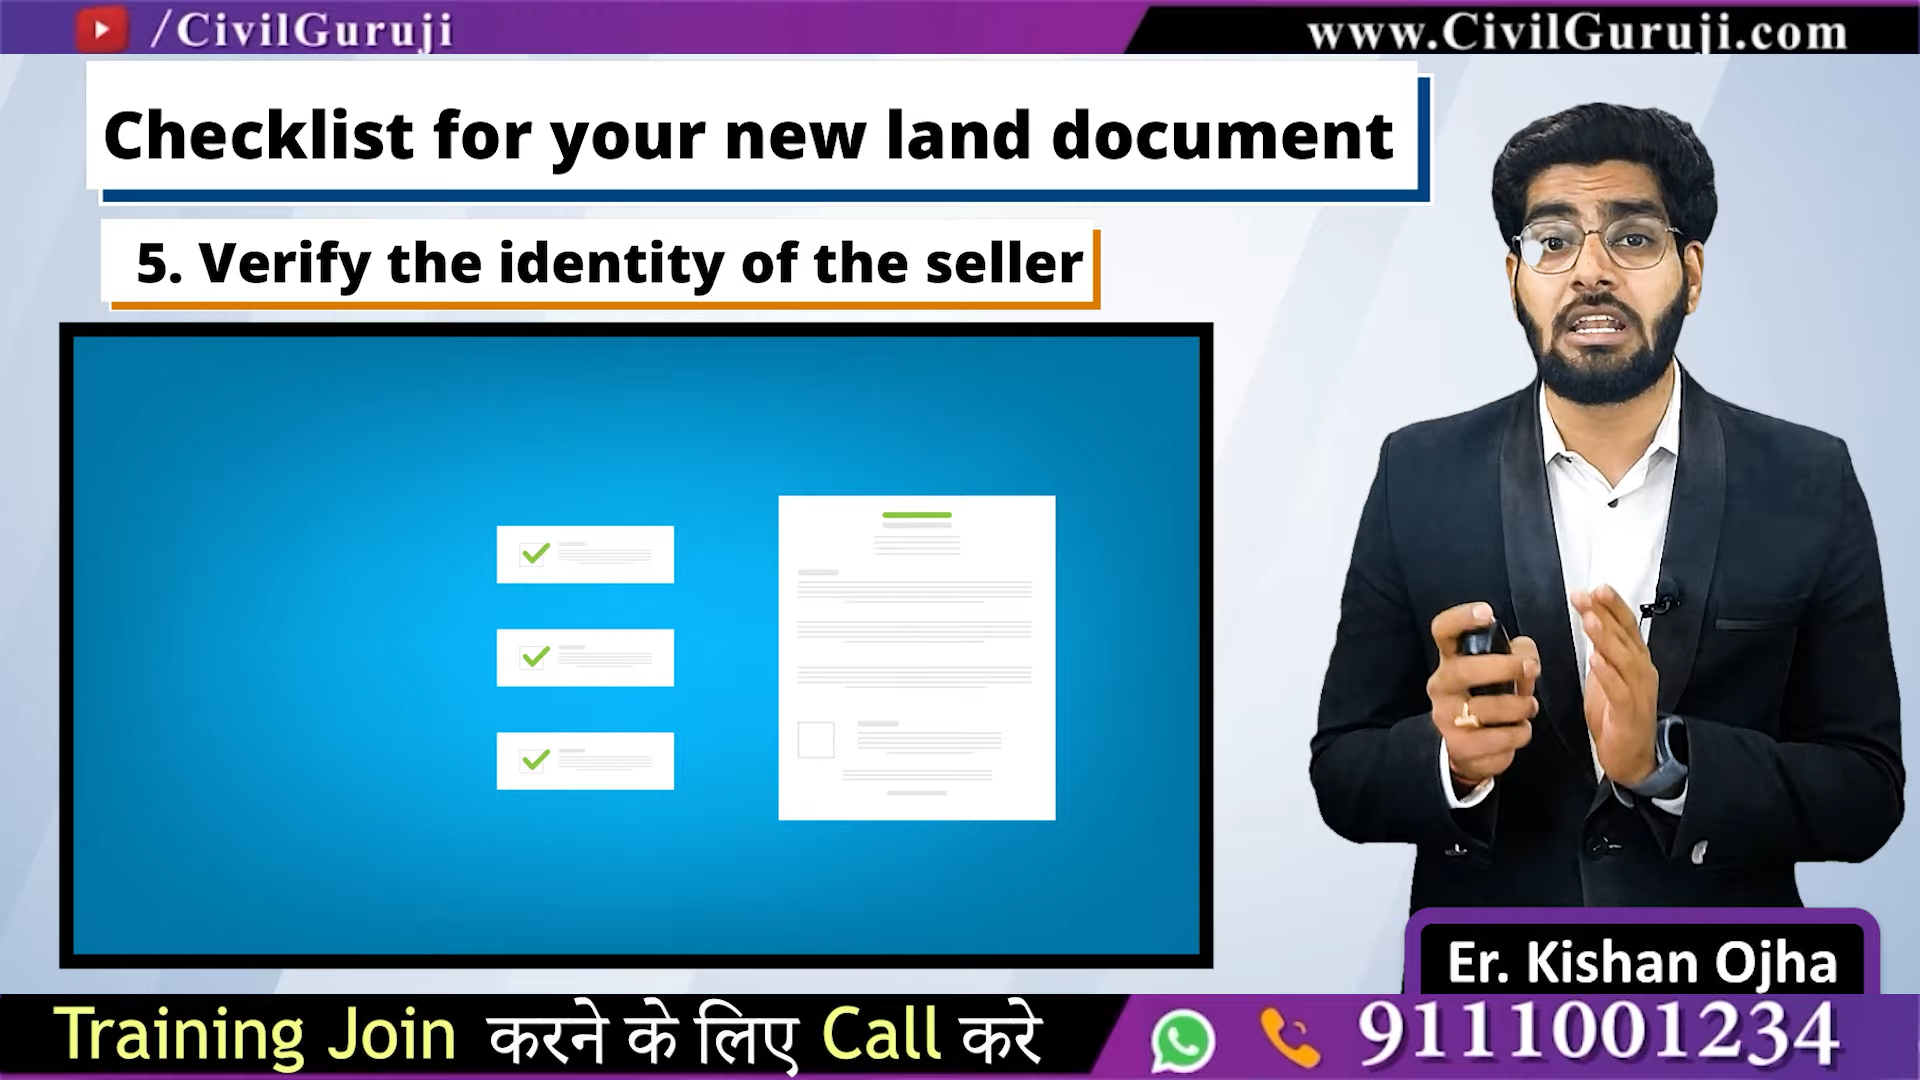 /CivilGuruji
www.CivilGuruji.com
Checklist for your new land document
5. Verify the identity of the seller
Er. Kishan Ojha
Training Join करने के लिए Call करे
9111001234